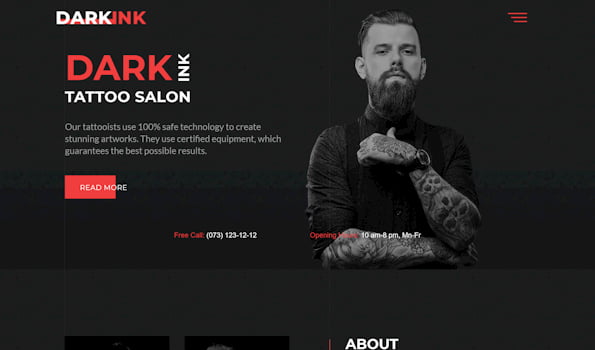 DARKINK
DARK INK
TATTOO SALON
Our tattooists use 100% safe technology to create
stunning artworks. They use certified equipment, which
guarantees the best possible results.
READ MORE
Free Call: (073) 123-12-12
Opening Hours: 10 am-8 pm, Mn-Fr
ABOUT